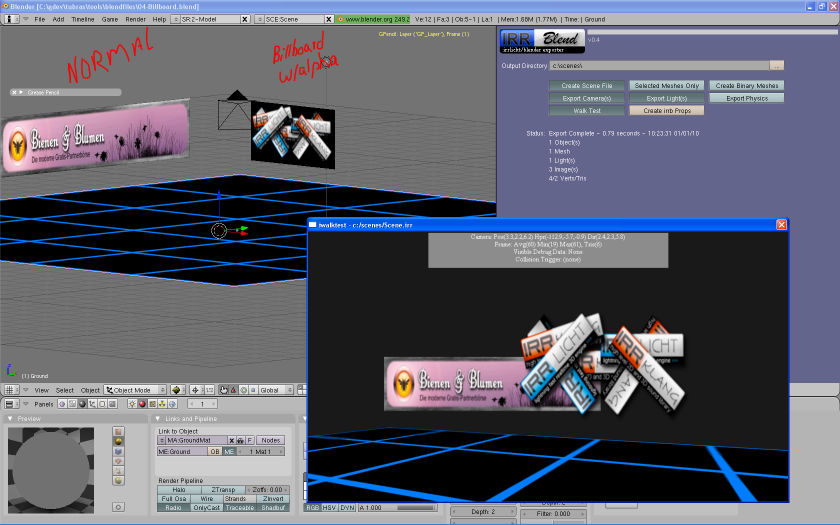 Blender [C:\gdev\tobras\tools\blendfiles\04-Billboard.blend]
File Add Timeline Game Render Help SR:2-Model SCE:Scene www.blender.org 249.2 Ve:12 | Fa:3 | Ob:5-1 | La:1 | Mem:1.66M (1.77M) | Time: | Ground
GPencil: Layer ("GP_Layer"), Frame (1)
NORMAL
Billboard
w/alpha
Grease Pencil
Bienen & Blumen
Die moderne Gratis-Partnerbörse
(1) Ground
View Select Object Object Mode Global
IRR Blend v0.4
irrlicht/blender exporter
Output Directory c:\scenes\ ...
Create Scene File Selected Meshes Only Create Binary Meshes
Export Camera(s) Export Light(s) Export Physics
Walk Test Create irrb Props
Status: Export Complete - 0.79 seconds - 10:23:31 01/01/10
1 Object(s)
1 Mesh
1 Light(s)
3 Image(s)
4/2 Verts/Tris
iwalktest - c:/scenes/Scene.irr
Camera: Pos(3.1,2.2,6.2) Hpr(-112.9,-3.7,-0.9) Dir(2.4,2.3,5.8)
Frame: Avg(60) Min(19) Max(61), Tris(6)
Visible Debug Data: None
Collision Trigger: (none)
Bienen & Blumen
Die moderne Gratis-Partnerbörse
IRRLICHT
IRR
KLANG
Panels 1
Preview
Links and Pipeline
Link to Object
MA:GroundMat F Nodes
ME:Ground OB ME 1 Mat 1
Render Pipeline
Halo ZTransp Zoffs: 0.00
Full Osa Wire Strands ZInvert
Radio OnlyCast Traceable Shadbuf
RGB HSV DYN A 1.000
Depth: 2
Filter: 0.000